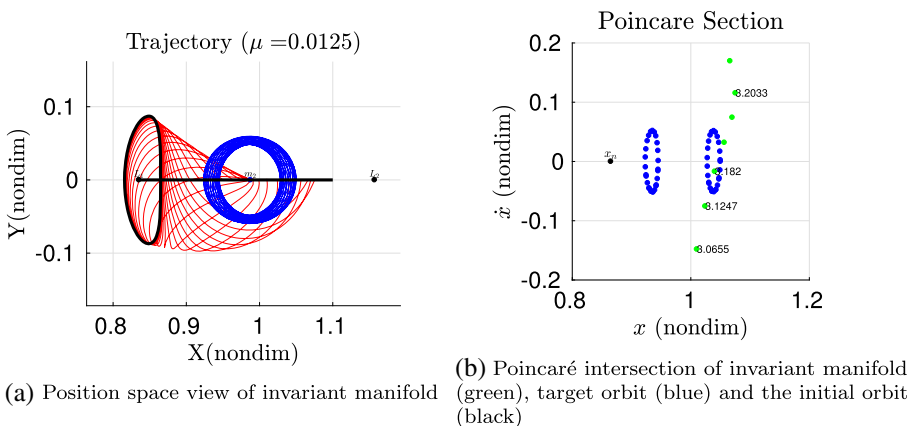 Trajectory (μ =0.0125)
Y(nondim)
0.1
0
-0.1
m₂
L₂
0.8
0.9
1
1.1
X(nondim)
(a) Position space view of invariant manifold
Poincare Section
ẋ (nondim)
0.2
0.1
0
-0.1
-0.2
3.2033
xₙ
3.1247
3.0655
0.8
1
1.2
x (nondim)
(b) Poincaré intersection of invariant manifold
(green), target orbit (blue) and the initial orbit
(black)